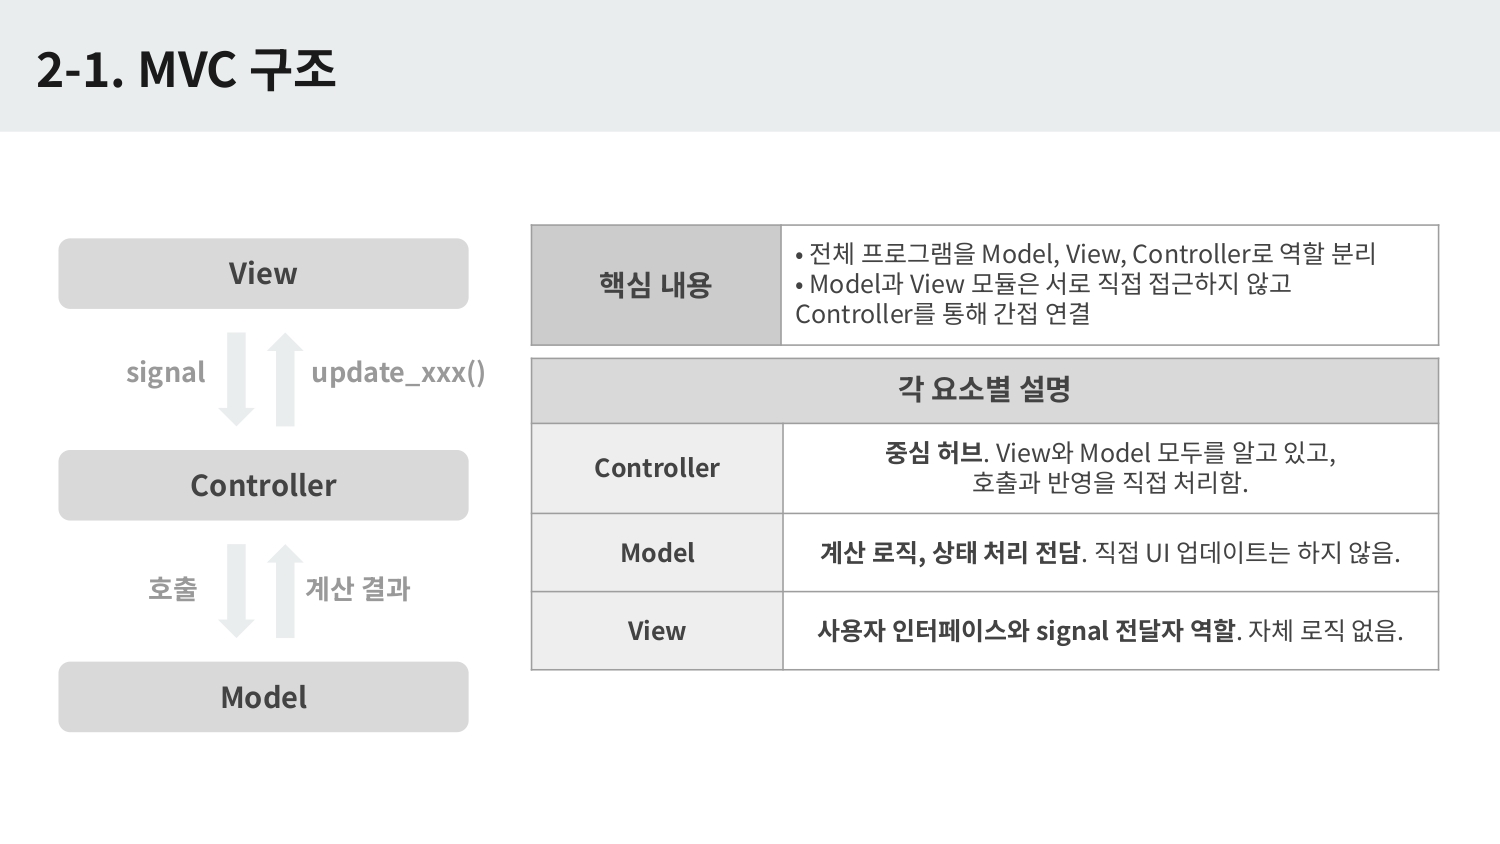 2-1. MVC 구조
View
signal
update_xxx()
Controller
호출
계산 결과
Model
핵심 내용
• 전체 프로그램을 Model, View, Controller로 역할 분리
• Model과 View 모듈은 서로 직접 접근하지 않고
Controller를 통해 간접 연결
각 요소별 설명
Controller
중심 허브. View와 Model 모두를 알고 있고,
호출과 반영을 직접 처리함.
Model
계산 로직, 상태 처리 전담. 직접 UI 업데이트는 하지 않음.
View
사용자 인터페이스와 signal 전달자 역할. 자체 로직 없음.